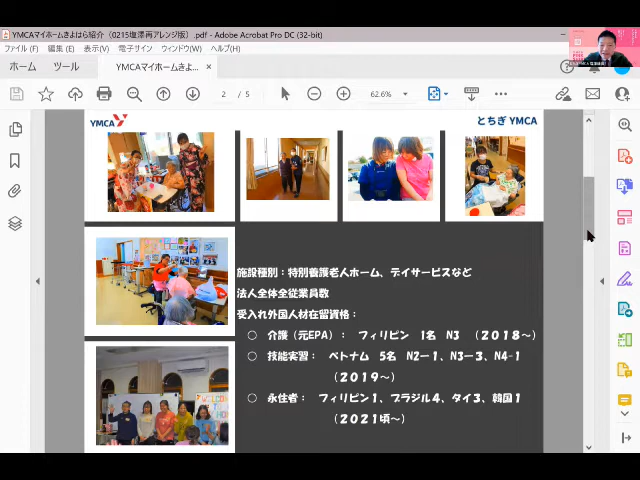 YMCAマイホームきよはら紹介（0215塩澤再アレンジ版）.pdf - Adobe Acrobat Pro DC (32-bit)
ファイル(F) 編集(E) 表示(V) 電子サイン ウィンドウ(W) ヘルプ(H)
ホーム ツール YMCAマイホームきよ... ×
2 / 5 62.6%
YMCA とちぎ YMCA
施設種別：特別養護老人ホーム、デイサービスなど
法人全体全従業員数
受入れ外国人材在留資格：
○ 介護（元EPA）： フィリピン 1名 N3 （２０１８～）
○ 技能実習： ベトナム 5名 N2ー1、N3ー3、N4-1
（２０１９～）
○ 永住者： フィリピン１、ブラジル４、タイ３、韓国１
（２０２１頃～）